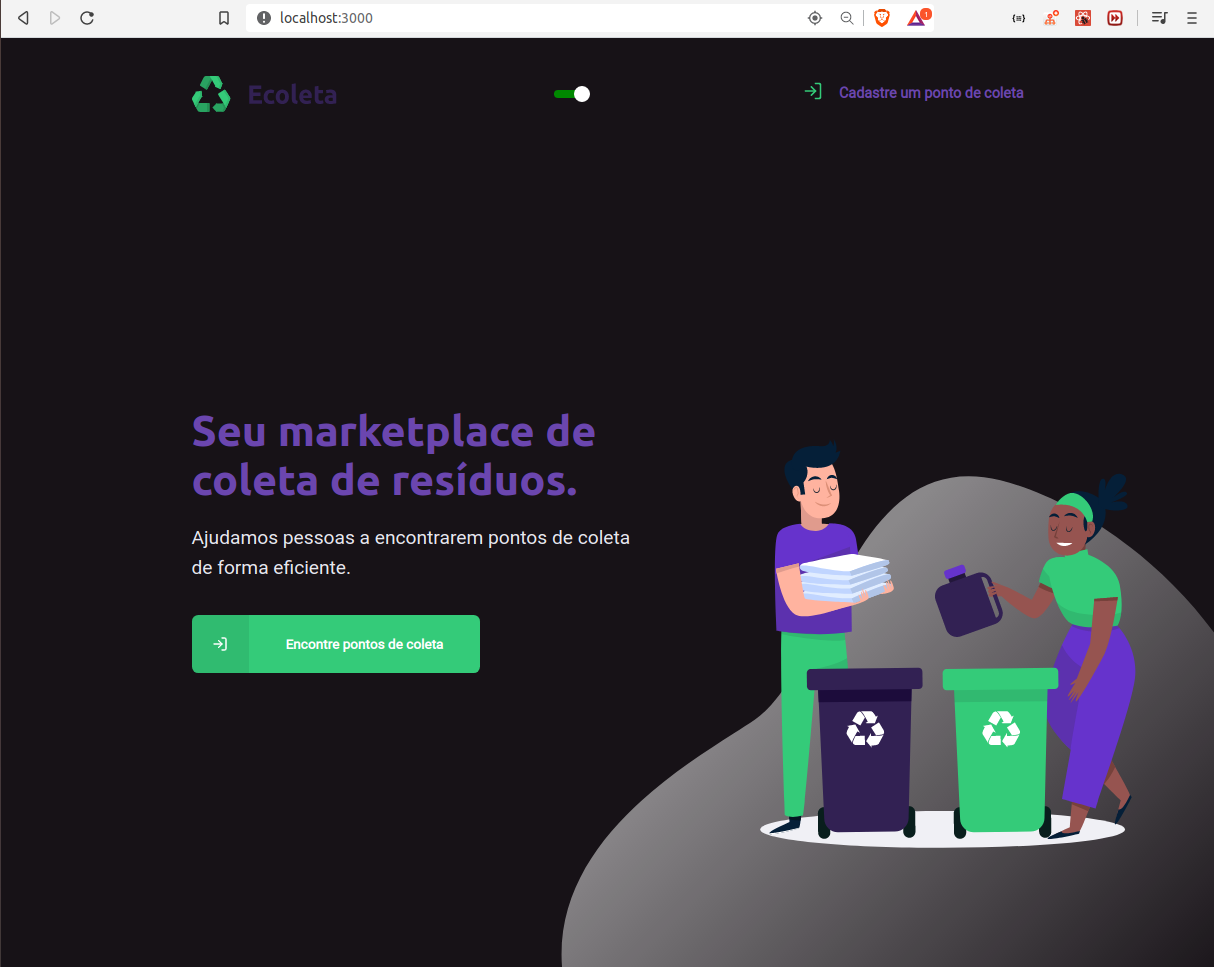 localhost:3000
1
Ecoleta
Cadastre um ponto de coleta
Seu marketplace de
coleta de resíduos.
Ajudamos pessoas a encontrarem pontos de coleta
de forma eficiente.
Encontre pontos de coleta